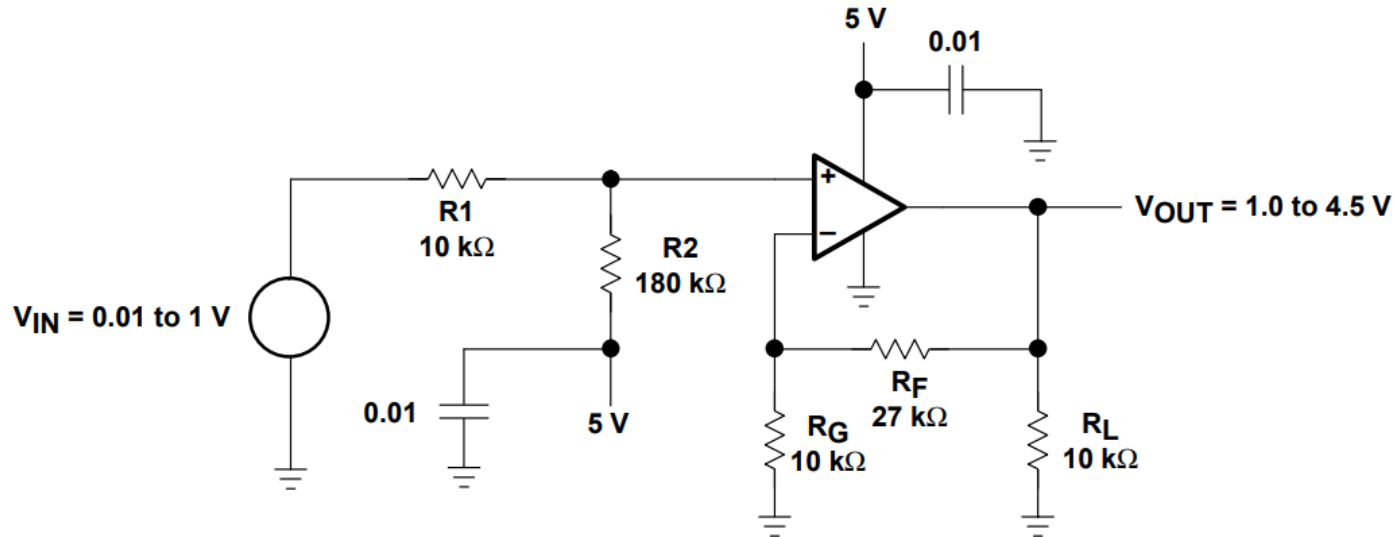 5 V
0.01
+
−
R1
10 kΩ
R2
180 kΩ
VOUT = 1.0 to 4.5 V
VIN = 0.01 to 1 V
0.01
5 V
RF
27 kΩ
RG
10 kΩ
RL
10 kΩ